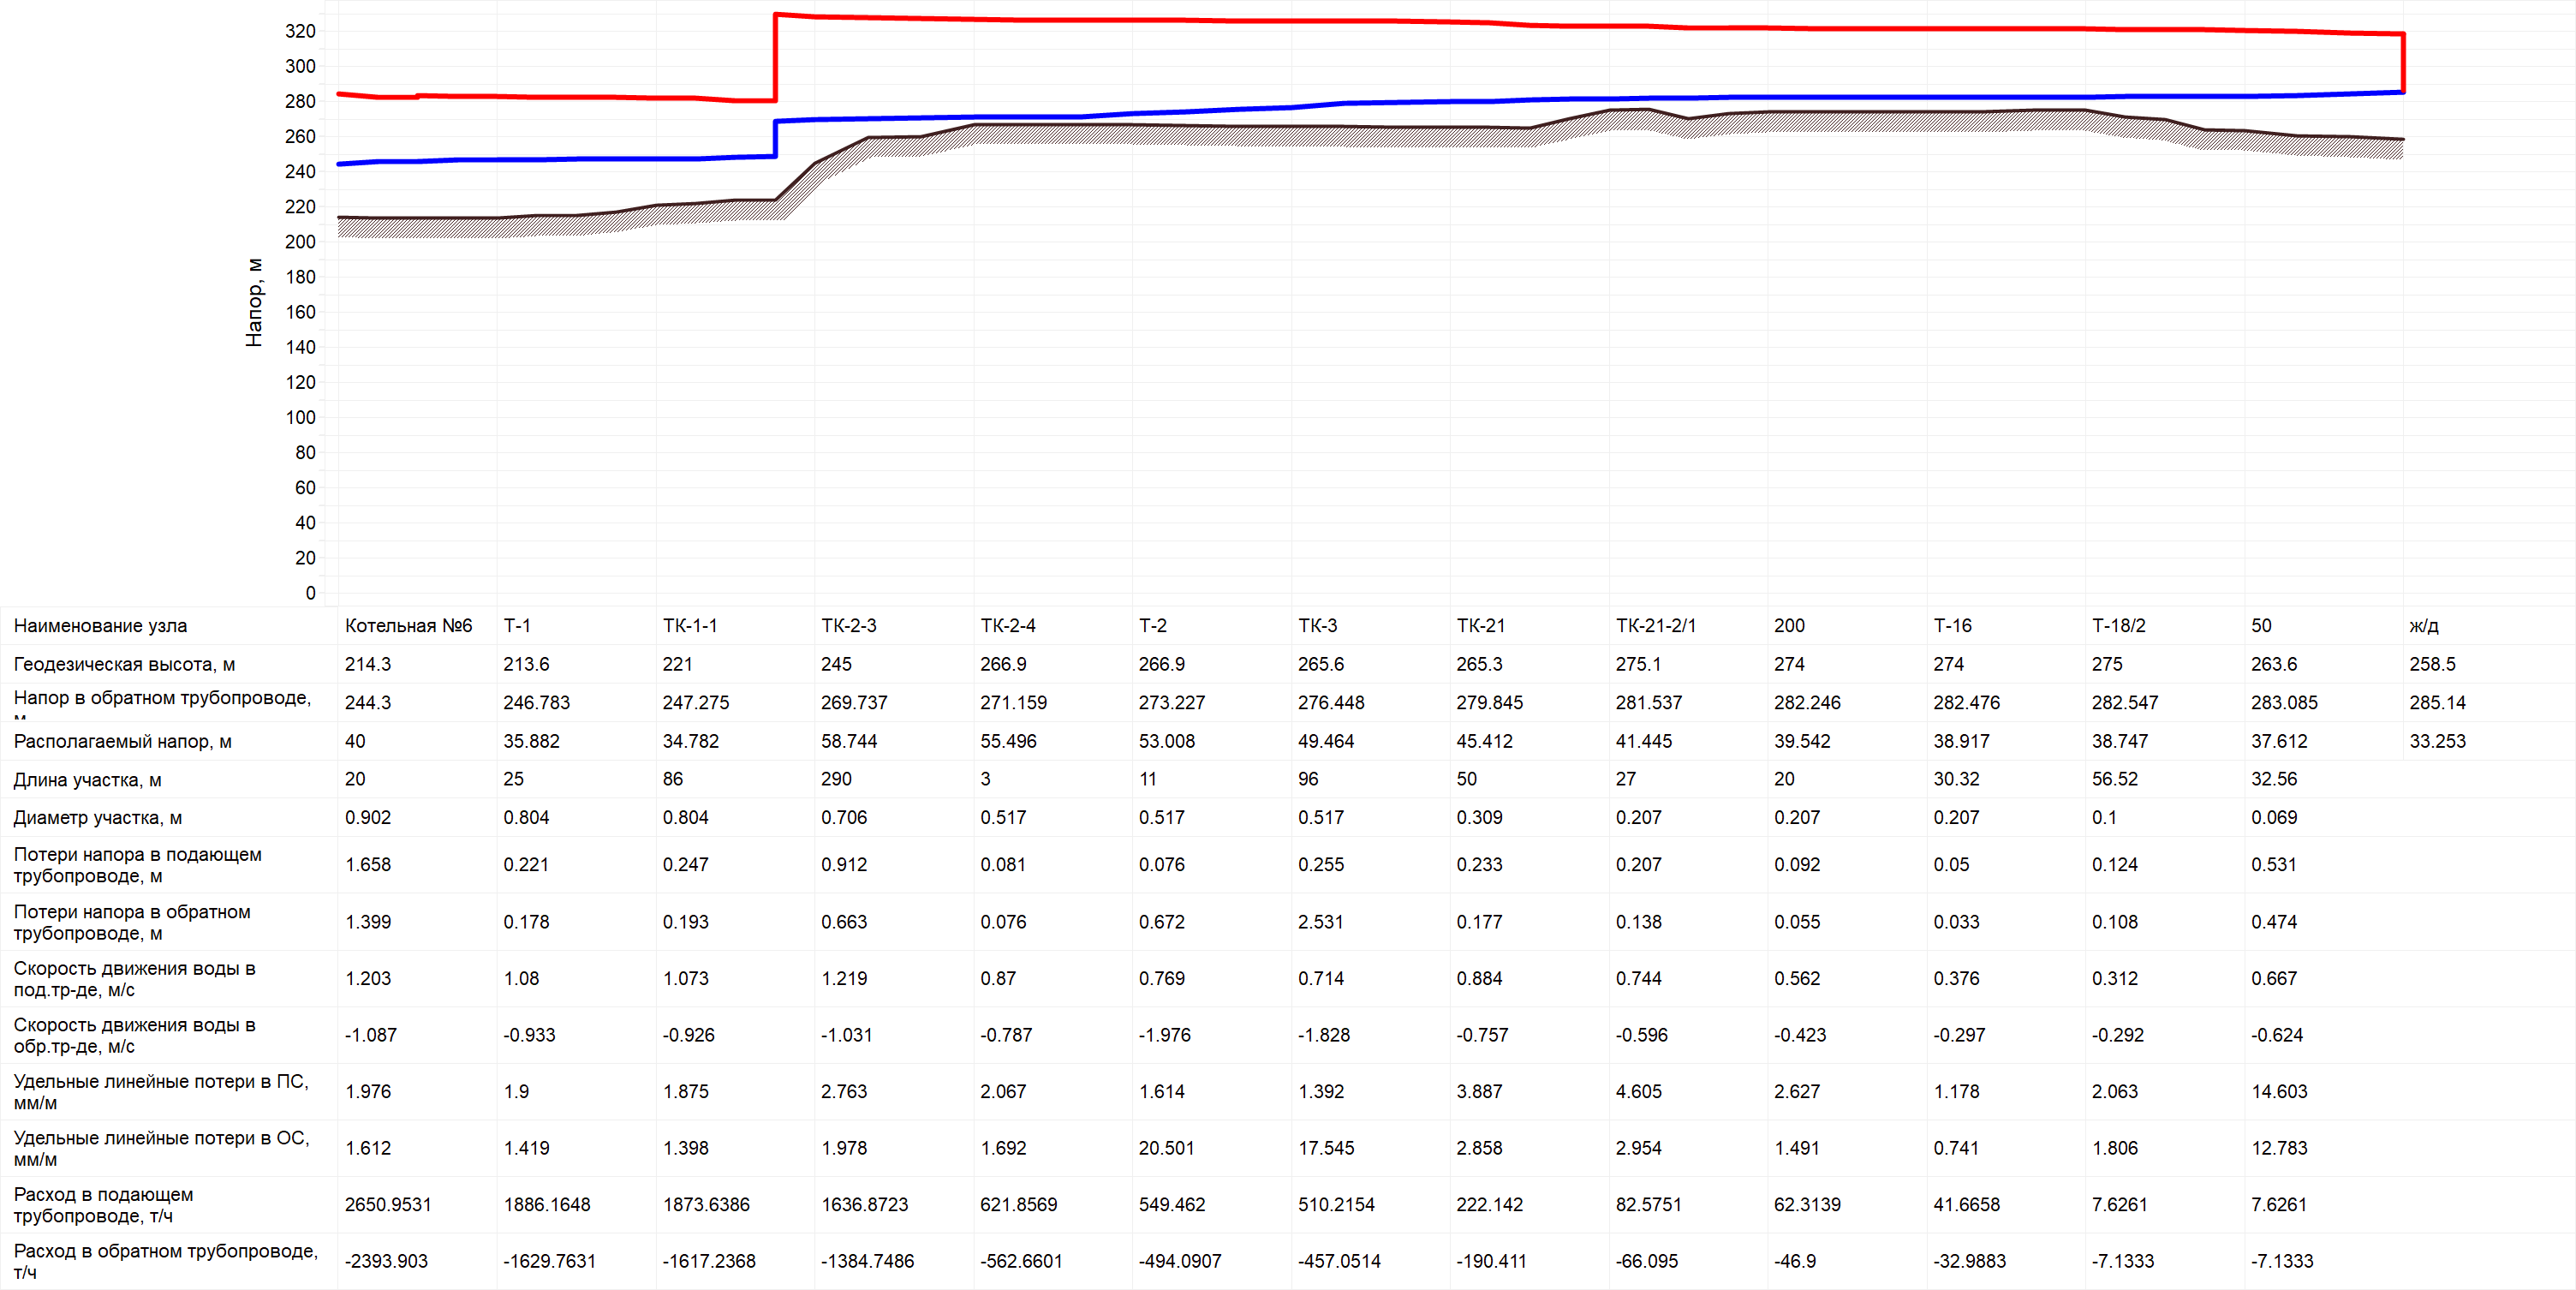 320
300
280
260
240
220
200
180
160
140
120
100
80
60
40
20
0
Напор, м
Наименование узла Котельная №6 Т-1 ТК-1-1 ТК-2-3 ТК-2-4 Т-2 ТК-3 ТК-21 ТК-21-2/1 200 Т-16 Т-18/2 50 ж/д
Геодезическая высота, м 214.3 213.6 221 245 266.9 266.9 265.6 265.3 275.1 274 274 275 263.6 258.5
Напор в обратном трубопроводе, 244.3 246.783 247.275 269.737 271.159 273.227 276.448 279.845 281.537 282.246 282.476 282.547 283.085 285.14
м
Располагаемый напор, м 40 35.882 34.782 58.744 55.496 53.008 49.464 45.412 41.445 39.542 38.917 38.747 37.612 33.253
Длина участка, м 20 25 86 290 3 11 96 50 27 20 30.32 56.52 32.56
Диаметр участка, м 0.902 0.804 0.804 0.706 0.517 0.517 0.517 0.309 0.207 0.207 0.207 0.1 0.069
Потери напора в подающем
трубопроводе, м 1.658 0.221 0.247 0.912 0.081 0.076 0.255 0.233 0.207 0.092 0.05 0.124 0.531
Потери напора в обратном
трубопроводе, м 1.399 0.178 0.193 0.663 0.076 0.672 2.531 0.177 0.138 0.055 0.033 0.108 0.474
Скорость движения воды в
под.тр-де, м/с 1.203 1.08 1.073 1.219 0.87 0.769 0.714 0.884 0.744 0.562 0.376 0.312 0.667
Скорость движения воды в
обр.тр-де, м/с -1.087 -0.933 -0.926 -1.031 -0.787 -1.976 -1.828 -0.757 -0.596 -0.423 -0.297 -0.292 -0.624
Удельные линейные потери в ПС,
мм/м 1.976 1.9 1.875 2.763 2.067 1.614 1.392 3.887 4.605 2.627 1.178 2.063 14.603
Удельные линейные потери в ОС,
мм/м 1.612 1.419 1.398 1.978 1.692 20.501 17.545 2.858 2.954 1.491 0.741 1.806 12.783
Расход в подающем
трубопроводе, т/ч 2650.9531 1886.1648 1873.6386 1636.8723 621.8569 549.462 510.2154 222.142 82.5751 62.3139 41.6658 7.6261 7.6261
Расход в обратном трубопроводе,
т/ч -2393.903 -1629.7631 -1617.2368 -1384.7486 -562.6601 -494.0907 -457.0514 -190.411 -66.095 -46.9 -32.9883 -7.1333 -7.1333